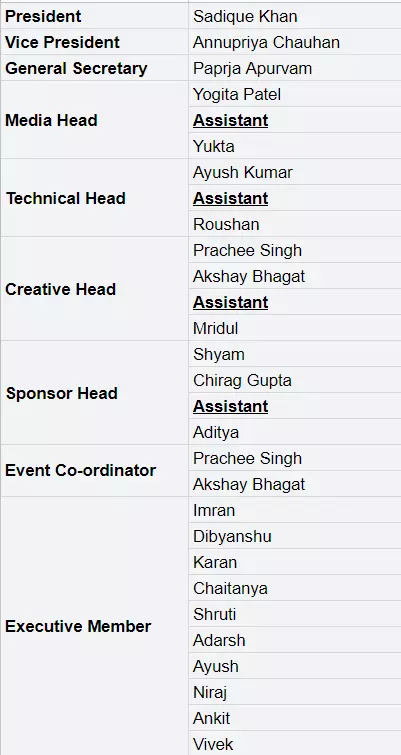 President Sadique Khan
Vice President Annupriya Chauhan
General Secretary Paprja Apurvam
Media Head
Yogita Patel
Assistant
Yukta
Technical Head
Ayush Kumar
Assistant
Roushan
Creative Head
Prachee Singh
Akshay Bhagat
Assistant
Mridul
Sponsor Head
Shyam
Chirag Gupta
Assistant
Aditya
Event Co-ordinator
Prachee Singh
Akshay Bhagat
Executive Member
Imran
Dibyanshu
Karan
Chaitanya
Shruti
Adarsh
Ayush
Niraj
Ankit
Vivek